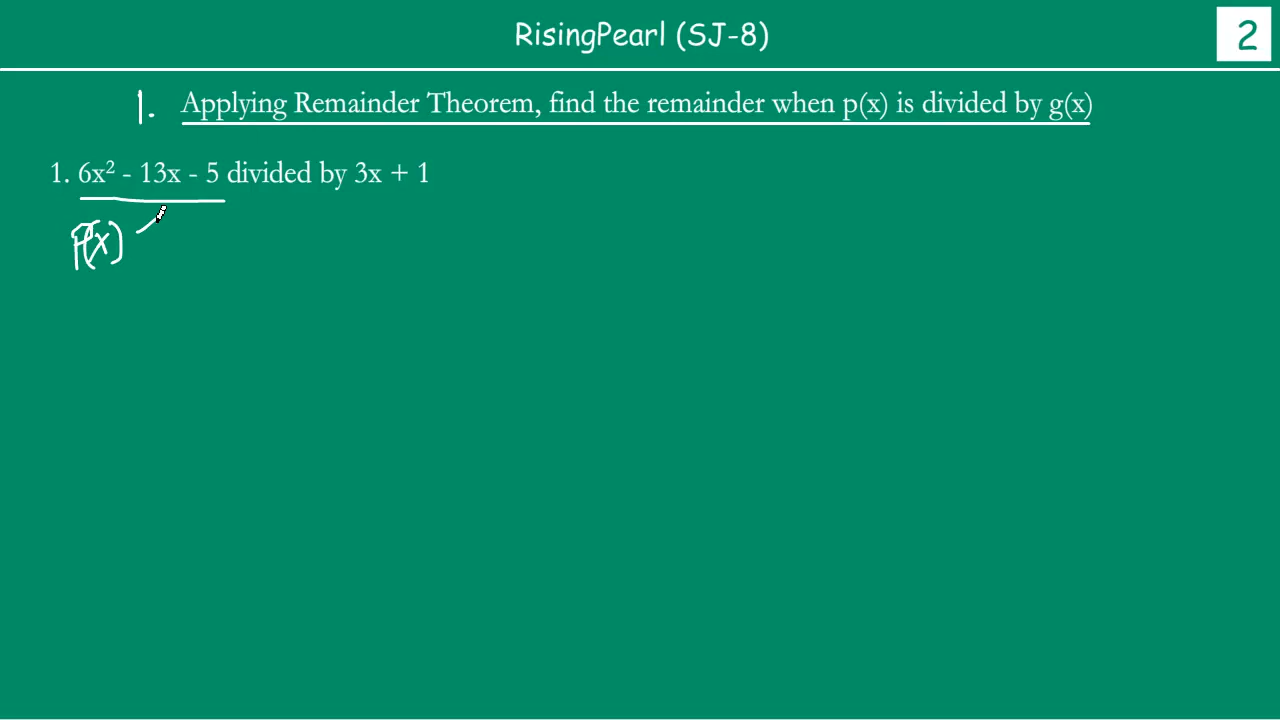 RisingPearl (SJ-8)
2
1. Applying Remainder Theorem, find the remainder when p(x) is divided by g(x)
1. 6x² - 13x - 5 divided by 3x + 1
P(x)